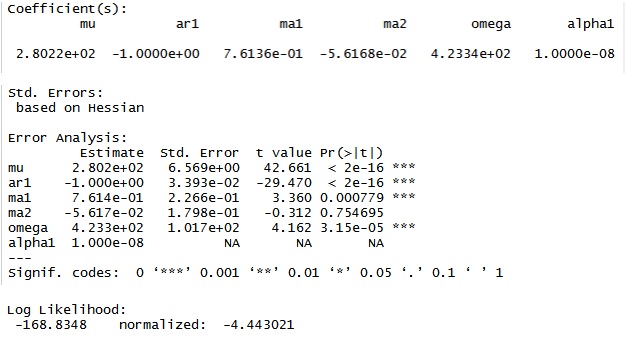 Coefficient(s):
mu ar1 ma1 ma2 omega alpha1
2.8022e+02 -1.0000e+00 7.6136e-01 -5.6168e-02 4.2334e+02 1.0000e-08
Std. Errors:
based on Hessian
Error Analysis:
Estimate Std. Error t value Pr(>|t|)
mu 2.802e+02 6.569e+00 42.661 < 2e-16 ***
ar1 -1.000e+00 3.393e-02 -29.470 < 2e-16 ***
ma1 7.614e-01 2.266e-01 3.360 0.000779 ***
ma2 -5.617e-02 1.798e-01 -0.312 0.754695
omega 4.233e+02 1.017e+02 4.162 3.15e-05 ***
alpha1 1.000e-08 NA NA NA
---
Signif. codes: 0 ‘***’ 0.001 ‘**’ 0.01 ‘*’ 0.05 ‘.’ 0.1 ‘ ’ 1
Log Likelihood:
-168.8348 normalized: -4.443021